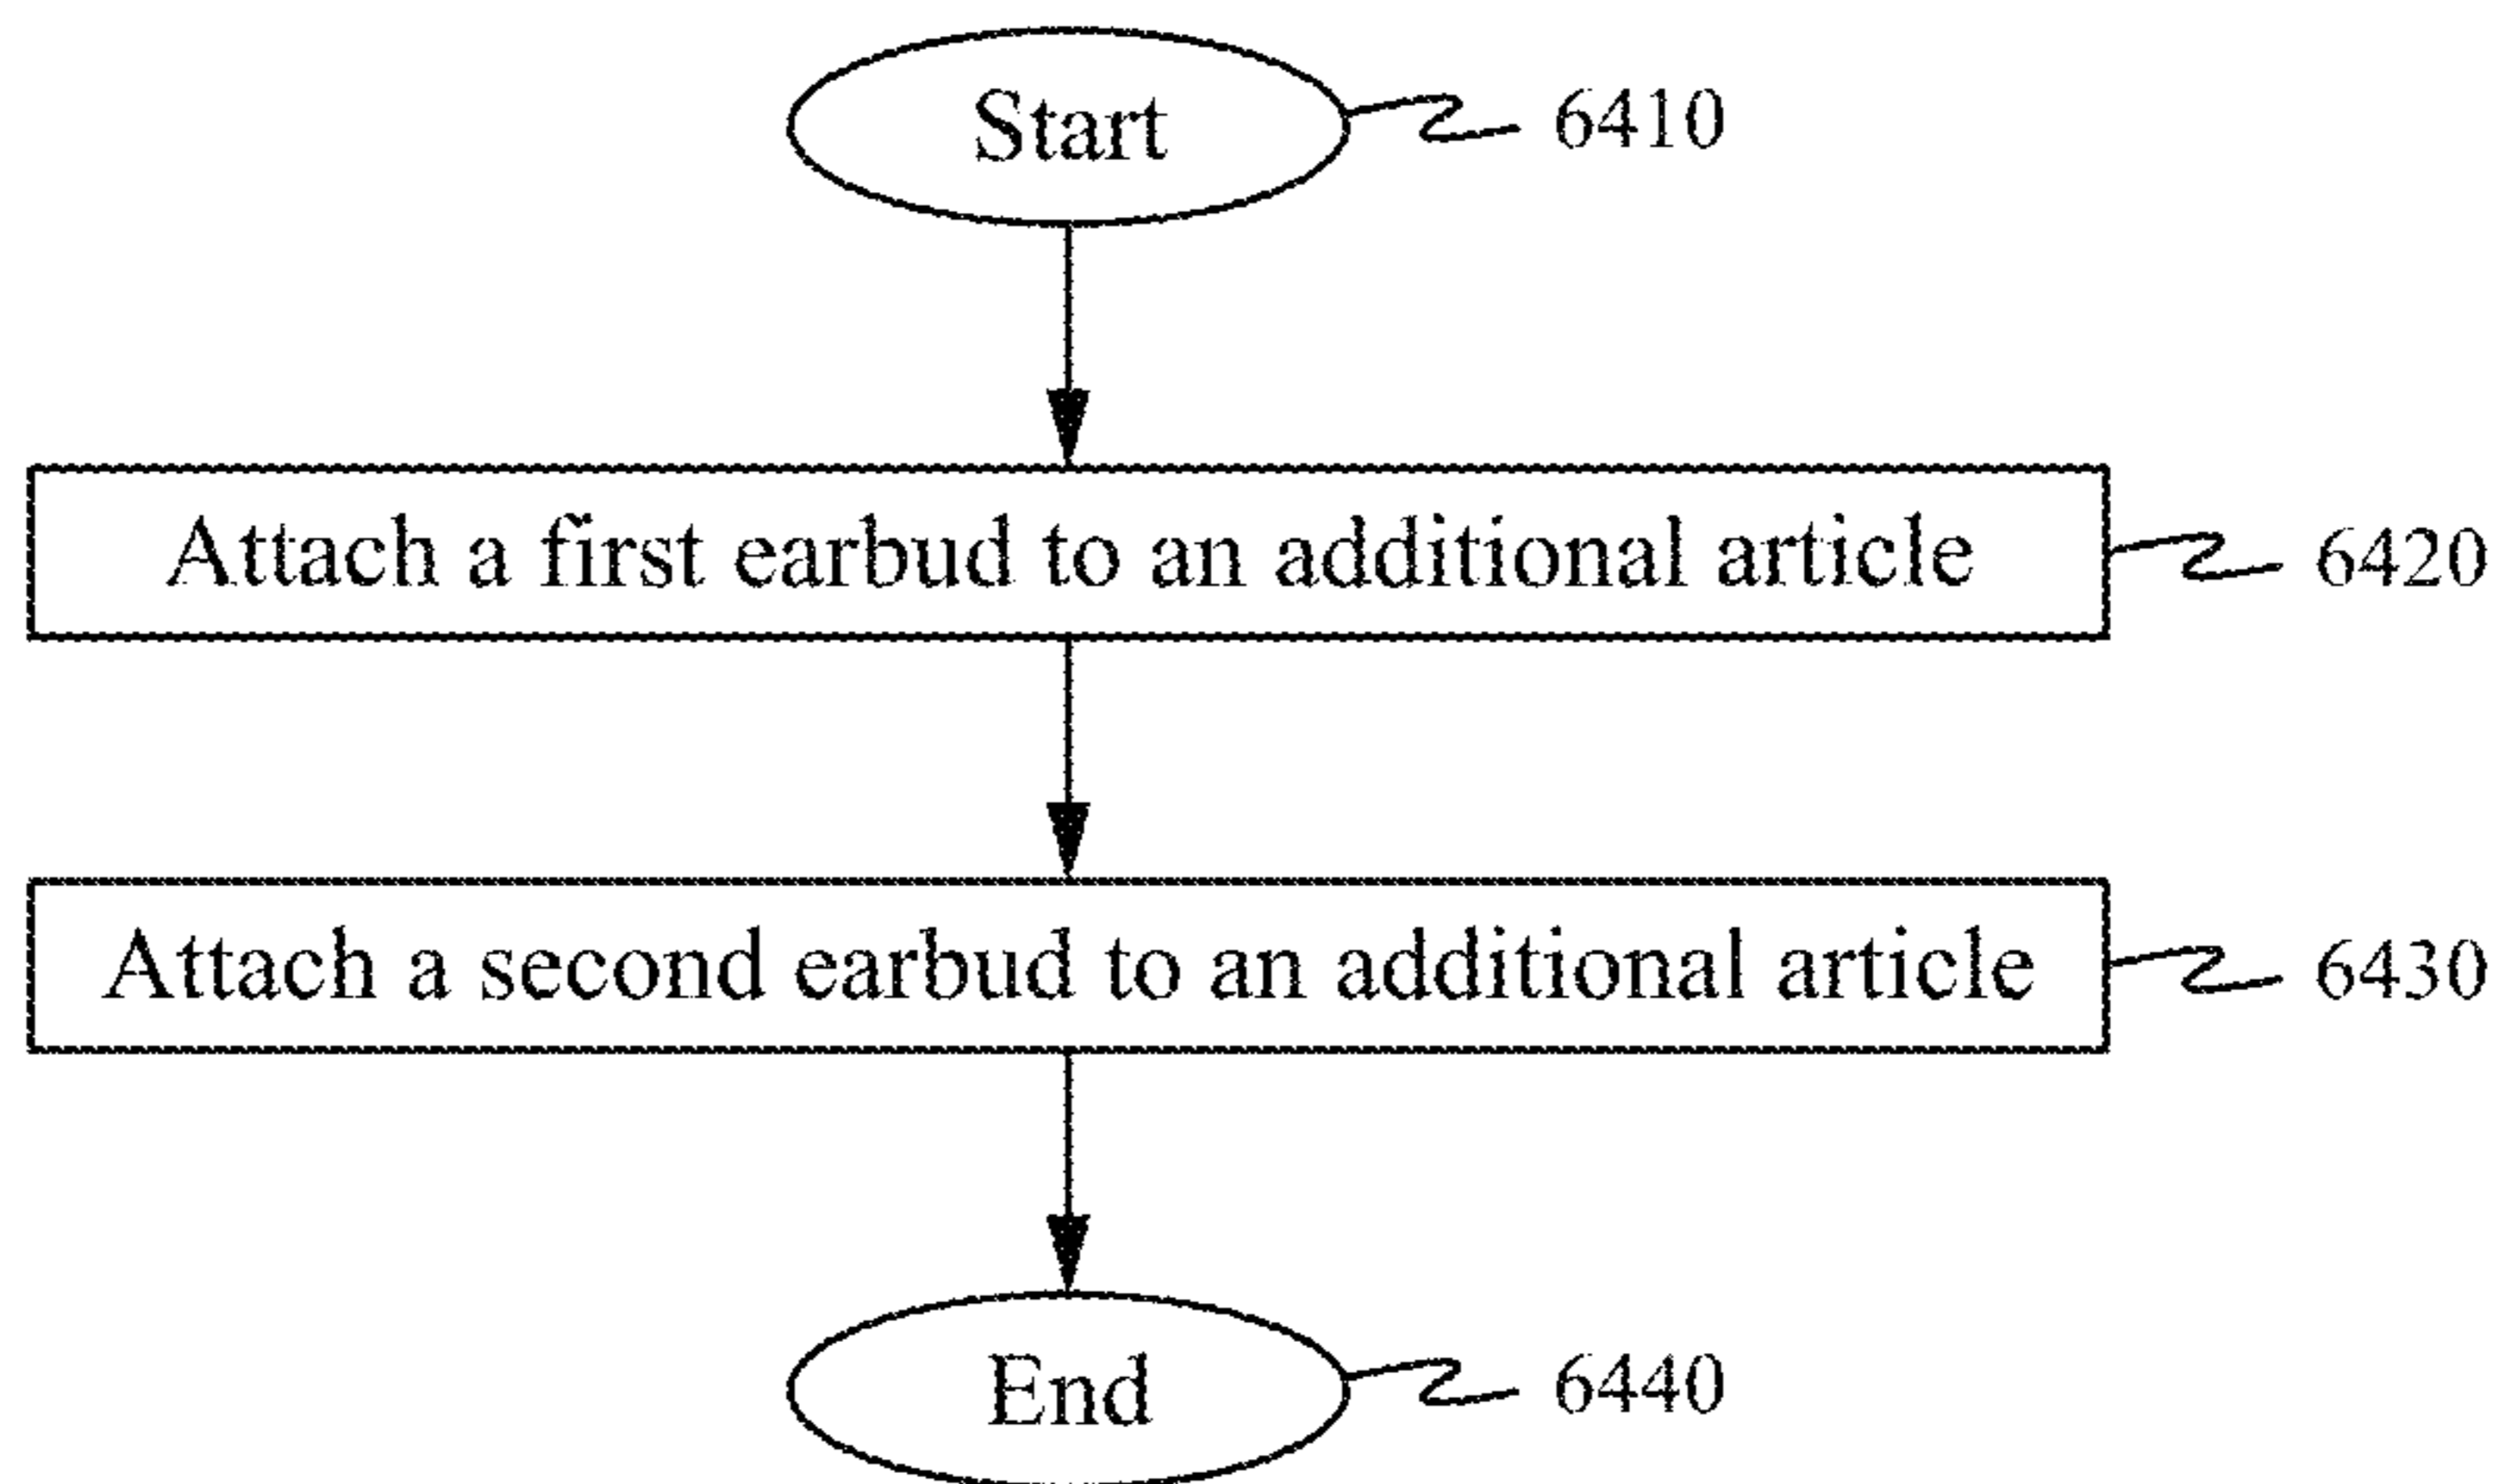 Start
6410
Attach a first earbud to an additional article
6420
Attach a second earbud to an additional article
6430
End
6440